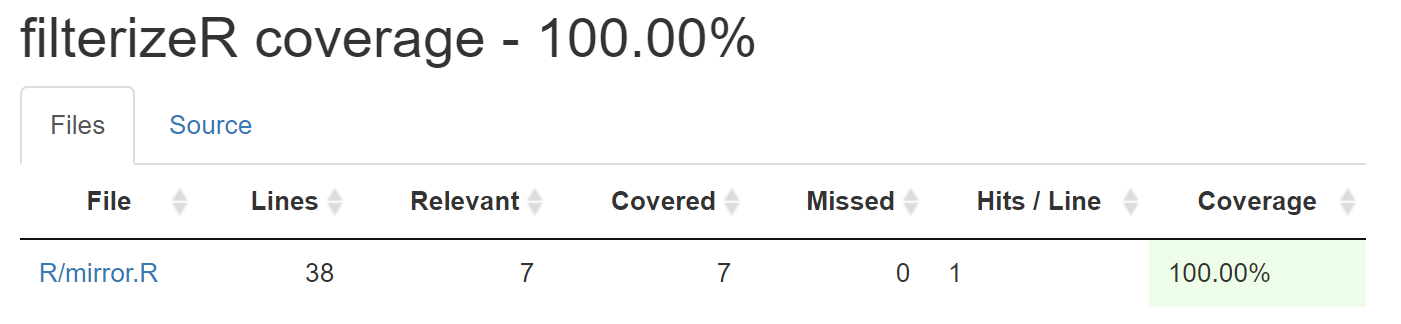 filterizeR coverage - 100.00%
Files Source
File Lines Relevant Covered Missed Hits / Line Coverage
R/mirror.R 38 7 7 0 1 100.00%